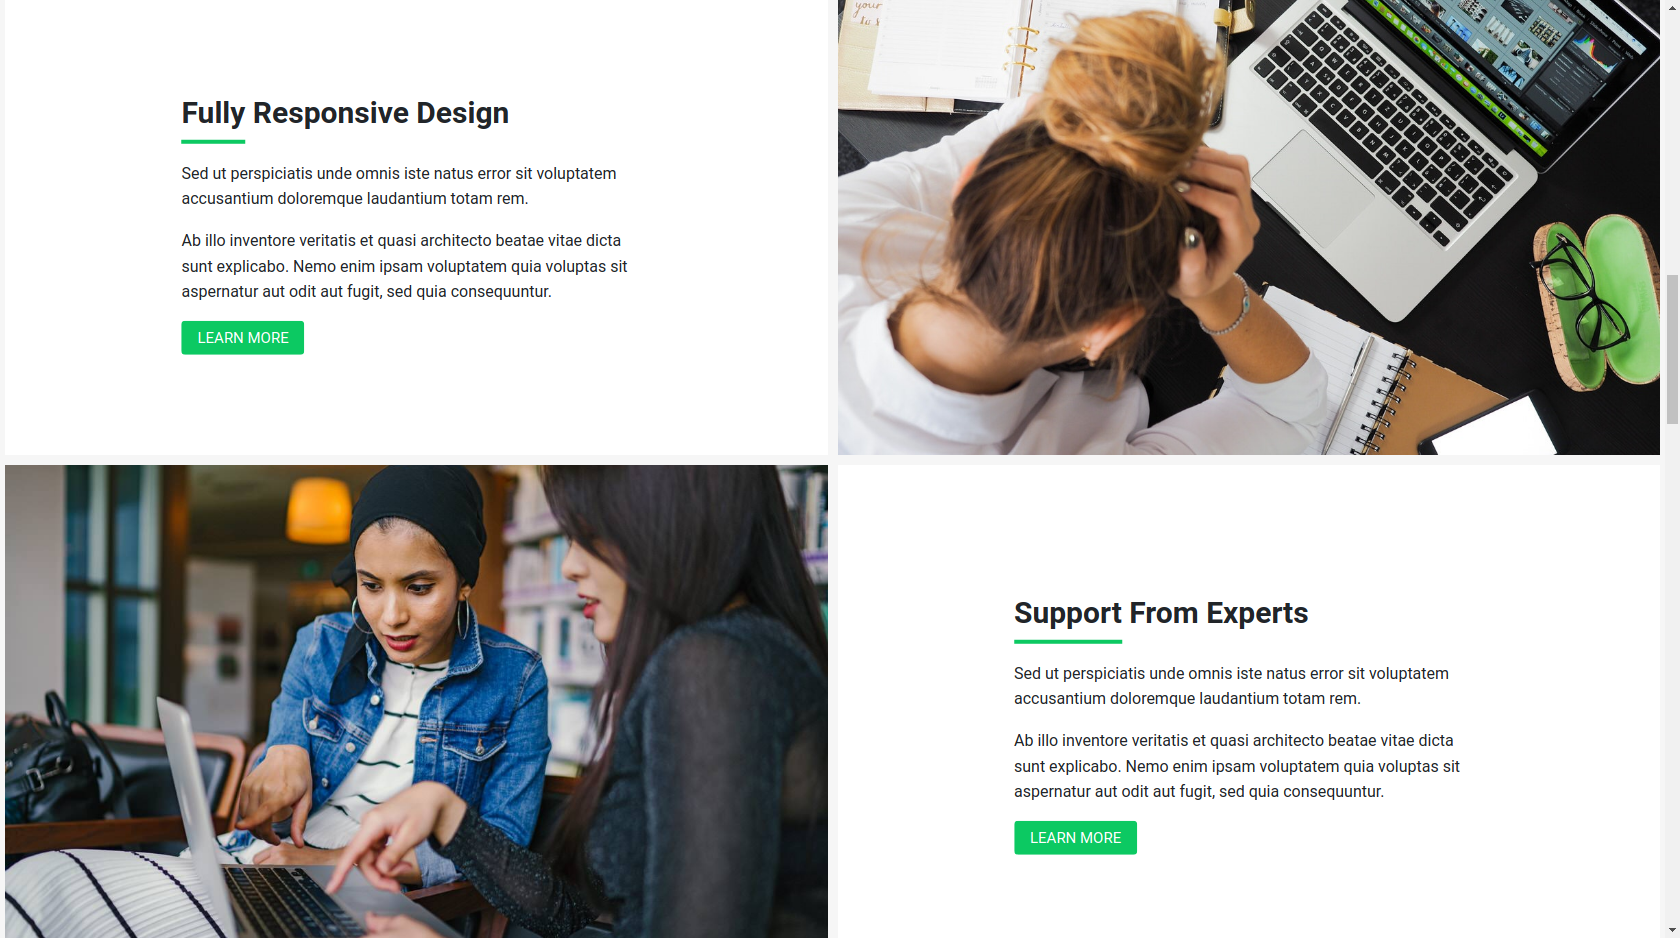 Fully Responsive Design
Sed ut perspiciatis unde omnis iste natus error sit voluptatem
accusantium doloremque laudantium totam rem.
Ab illo inventore veritatis et quasi architecto beatae vitae dicta
sunt explicabo. Nemo enim ipsam voluptatem quia voluptas sit
aspernatur aut odit aut fugit, sed quia consequuntur.
LEARN MORE
your
Support From Experts
Sed ut perspiciatis unde omnis iste natus error sit voluptatem
accusantium doloremque laudantium totam rem.
Ab illo inventore veritatis et quasi architecto beatae vitae dicta
sunt explicabo. Nemo enim ipsam voluptatem quia voluptas sit
aspernatur aut odit aut fugit, sed quia consequuntur.
LEARN MORE